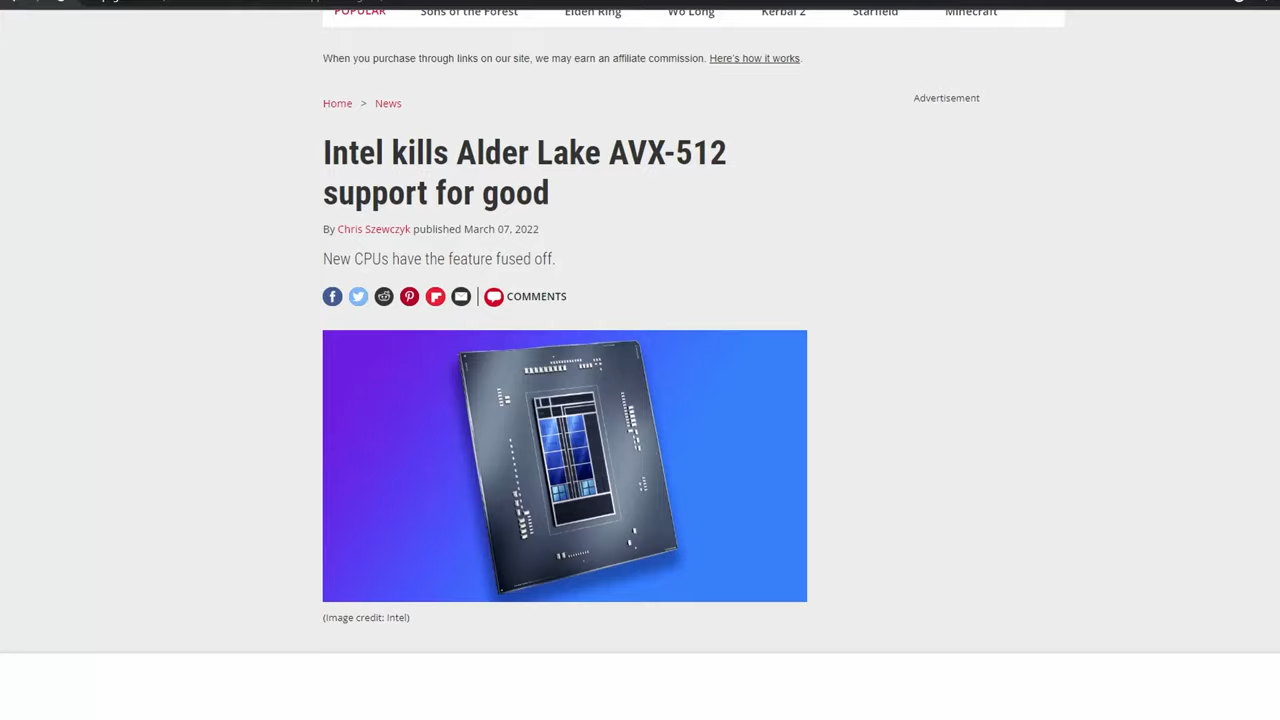 POPULAR Sons of the Forest Elden Ring Wo Long Kerbal 2 Starfield Minecraft
When you purchase through links on our site, we may earn an affiliate commission. Here's how it works.
Advertisement
Home > News
Intel kills Alder Lake AVX-512
support for good
By Chris Szewczyk published March 07, 2022
New CPUs have the feature fused off.
COMMENTS
(Image credit: Intel)